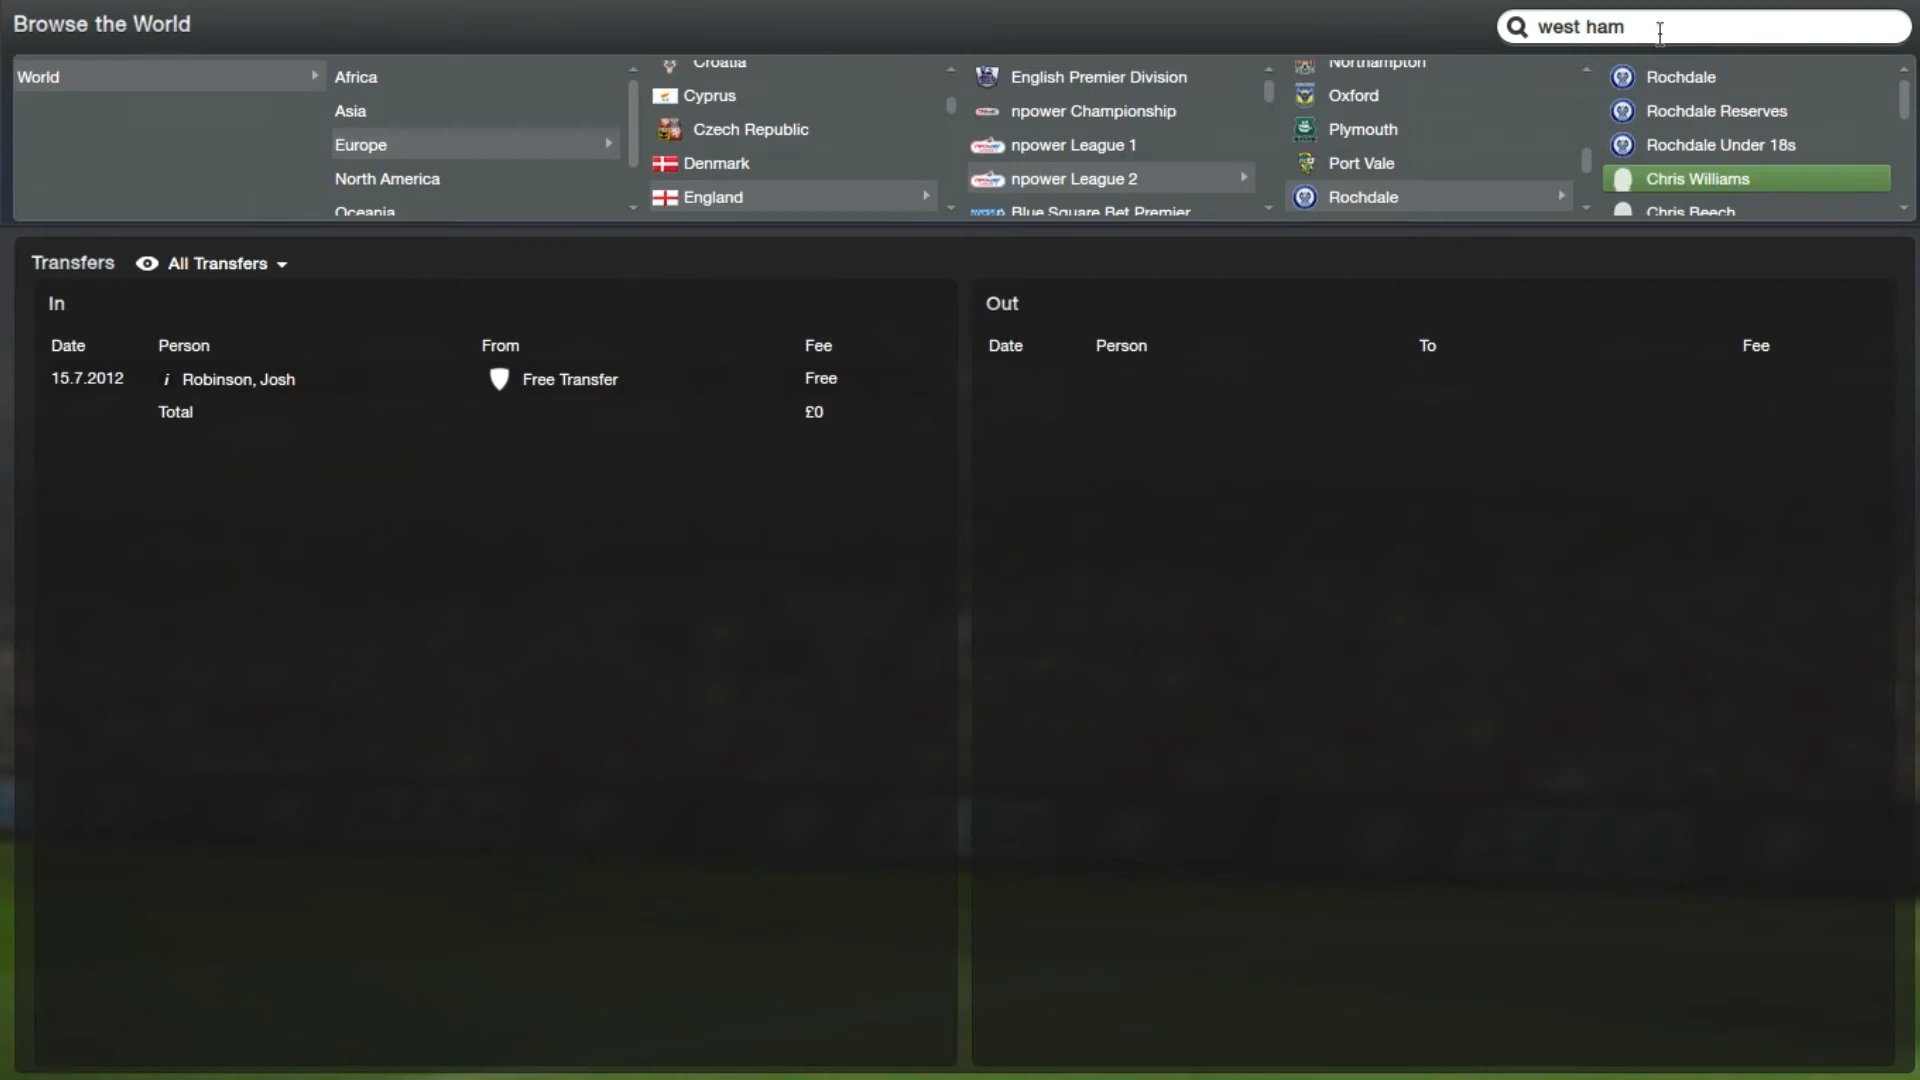 Browse the World
west ham
World
Africa
Asia
Europe
North America
Oceania
Croatia
Cyprus
Czech Republic
Denmark
England
English Premier Division
npower Championship
npower League 1
npower League 2
Blue Square Bet Premier
Northampton
Oxford
Plymouth
Port Vale
Rochdale
Rochdale
Rochdale Reserves
Rochdale Under 18s
Chris Williams
Chris Beech
Transfers All Transfers
In
Date Person From Fee
15.7.2012 i Robinson, Josh Free Transfer Free
Total £0
Out
Date Person To Fee